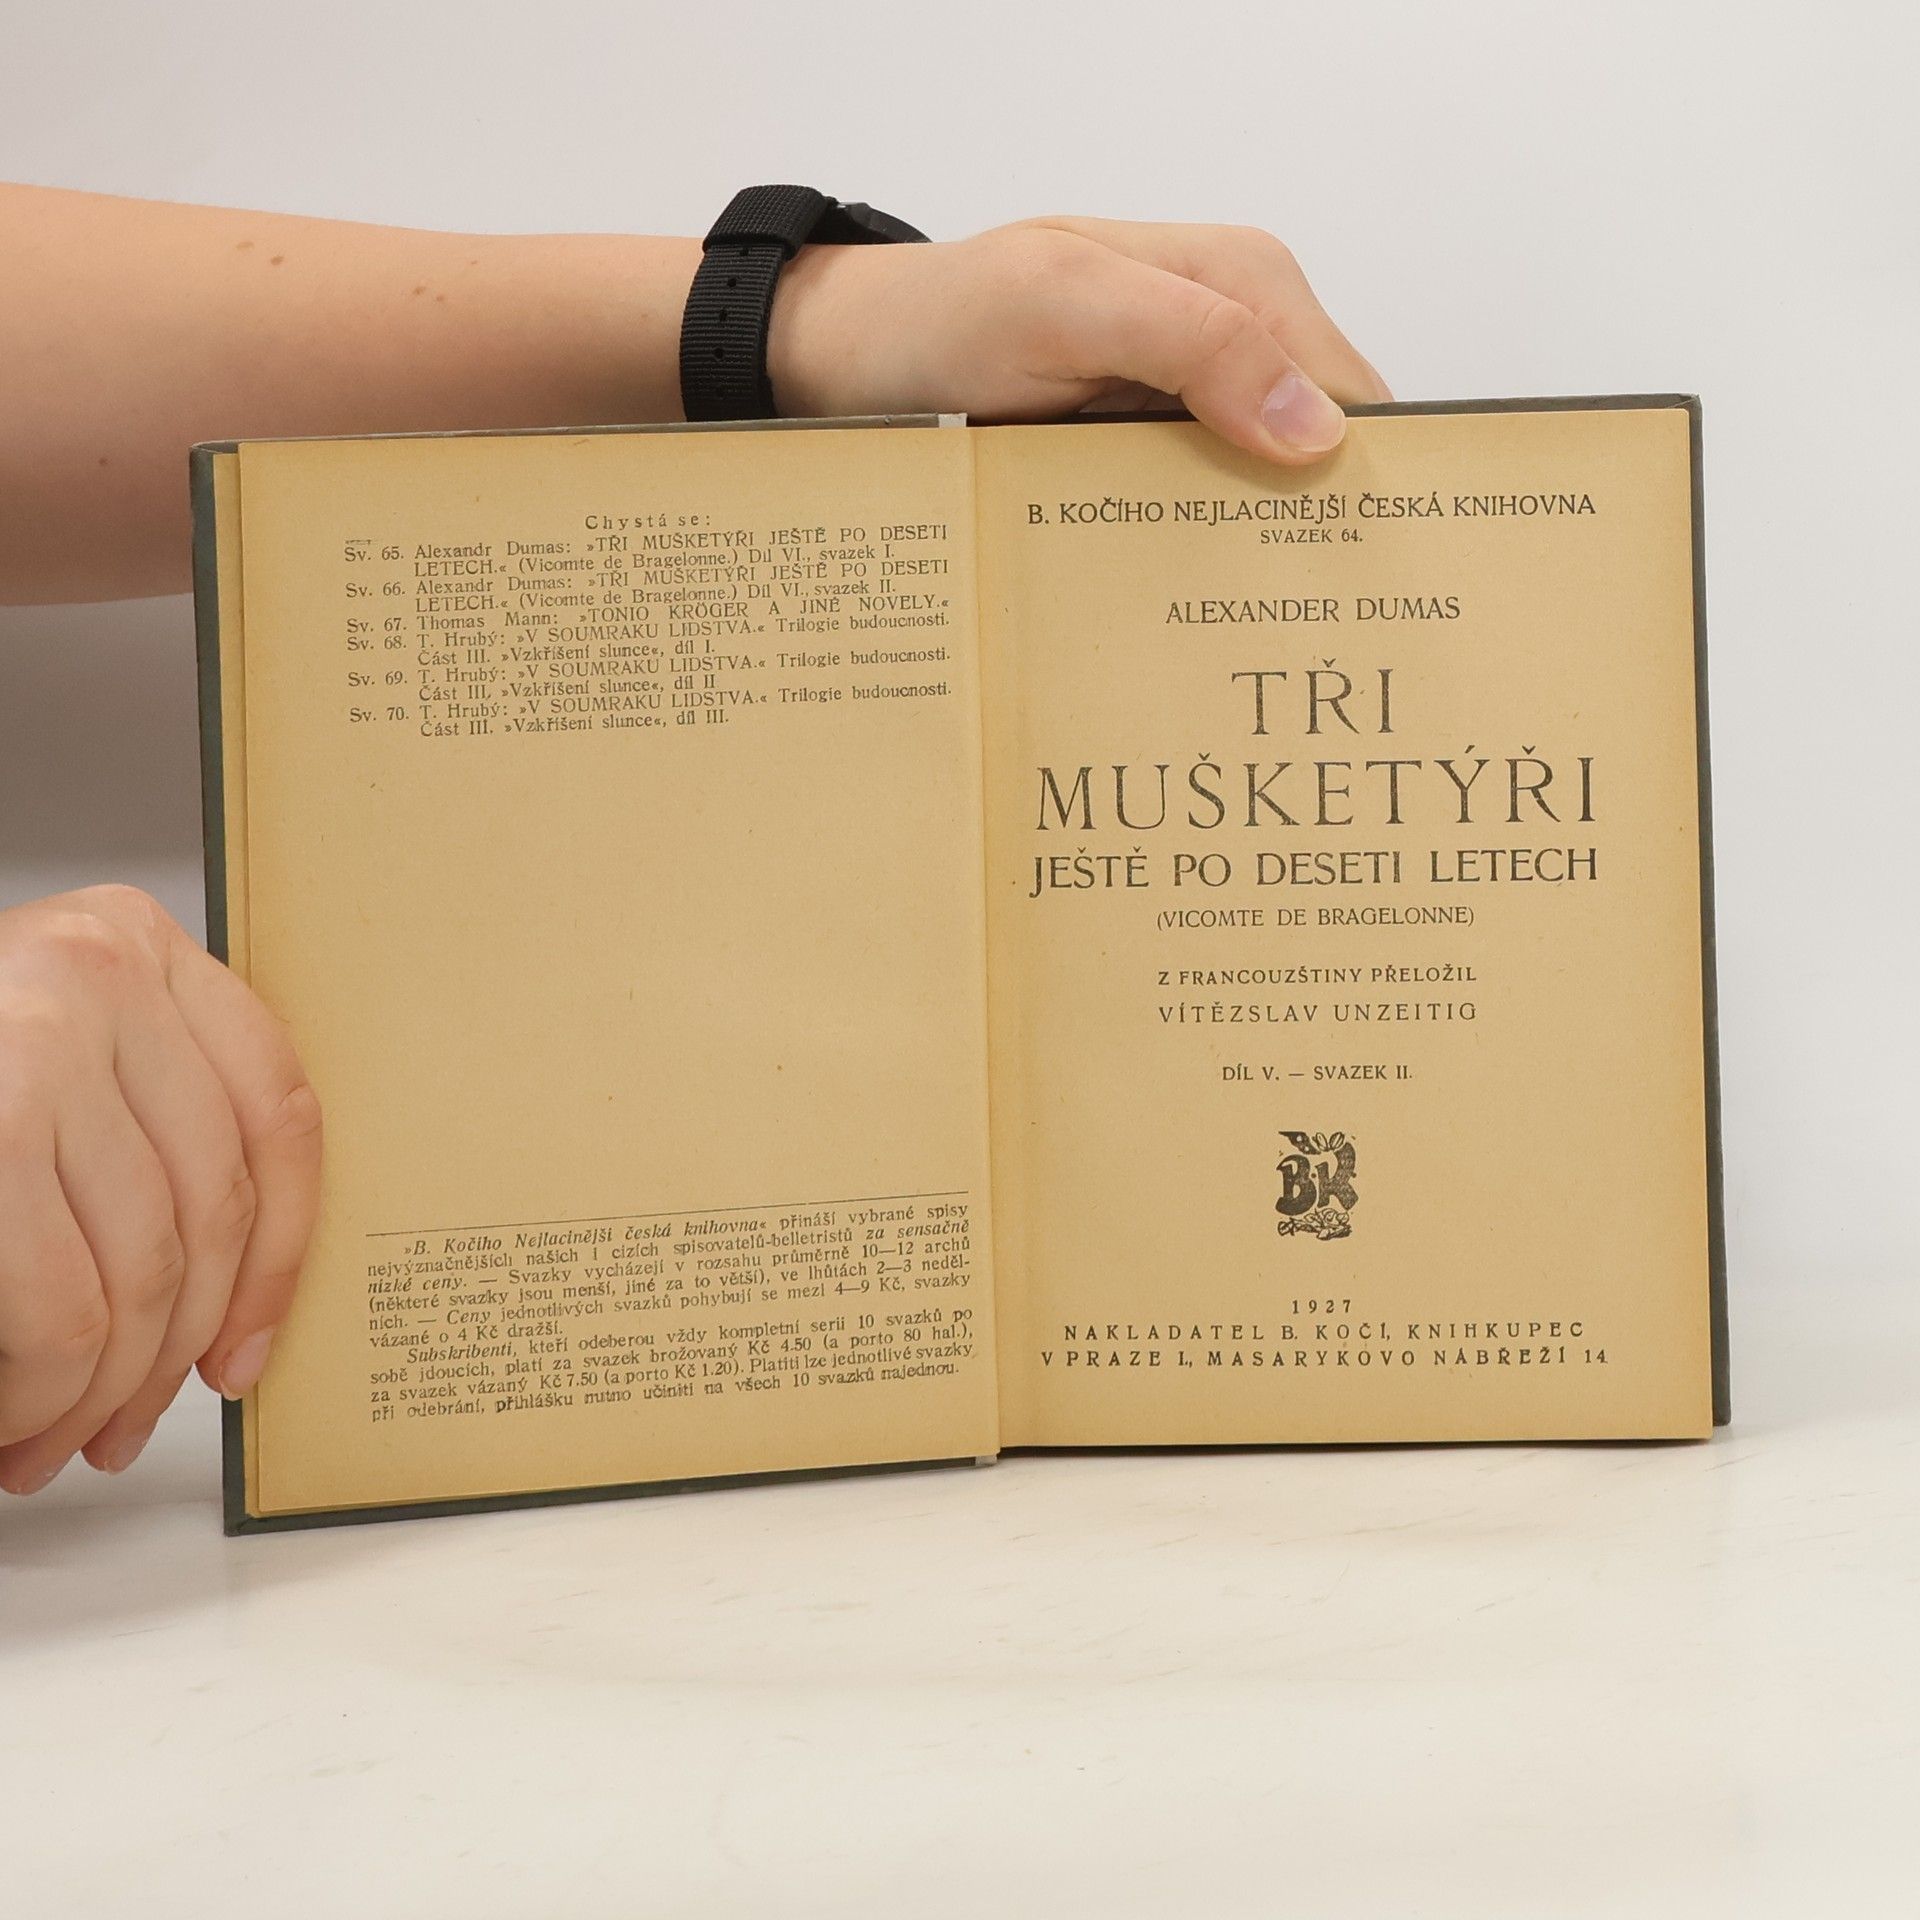 Chystá se:
Sv. 65. Alexandr Dumas: »TŘI MUŠKETÝŘI JEŠTĚ PO DESETI
LETECH.« (Vicomte de Bragelonne.) Díl VI., svazek I.
Sv. 66. Alexandr Dumas: »TŘI MUŠKETÝŘI JEŠTĚ PO DESETI
LETECH.« (Vicomte de Bragelonne.) Díl VI., svazek II.
Sv. 67. Thomas Mann: »TONIO KRÖGER A JINÉ NOVELY.«
Sv. 68. T. Hrubý: »V SOUMRAKU LIDSTVA.« Trilogie budoucnosti.
Část III. »Vzkříšení slunce«, díl I.
Sv. 69. T. Hrubý: »V SOUMRAKU LIDSTVA.« Trilogie budoucnosti.
Část III. »Vzkříšení slunce«, díl II
Sv. 70. T. Hrubý: »V SOUMRAKU LIDSTVA.« Trilogie budoucnosti.
Část III. »Vzkříšení slunce«, díl III.
»B. Kočího Nejlacinější česká knihovna« přináší vybrané spisy
nejvýznačnějších našich i cizích spisovatelů-belletristů za sensačně
nízké ceny. — Svazky vycházejí v rozsahu průměrně 10—12 archů
(některé svazky jsou menší, jiné za to větší), ve lhůtách 2—3 neděl-
ních. — Ceny jednotlivých svazků pohybují se mezi 4—9 Kč, svazky
vázané o 4 Kč dražší.
Subskribenti, kteří odeberou vždy kompletní serii 10 svazků po
sobě jdoucích, platí za svazek brožovaný Kč 4.50 (a porto 80 hal.),
za svazek vázaný Kč 7.50 (a porto Kč 1.20). Platiti lze jednotlivé svazky
při odebrání, přihlášku nutno učiniti na všech 10 svazků najednou.
B. KOČÍHO NEJLACINĚJŠÍ ČESKÁ KNIHOVNA
SVAZEK 64.
ALEXANDER DUMAS
TŘI
MUŠKETÝŘI
JEŠTĚ PO DESETI LETECH
(VICOMTE DE BRAGELONNE)
Z FRANCOUZŠTINY PŘELOŽIL
VÍTĚZSLAV UNZEITIG
DÍL V. — SVAZEK II.
B.K
1927
NAKLADATEL B. KOČÍ, KNIHKUPEC
V PRAZE I., MASARYKOVO NÁBŘEŽÍ 14